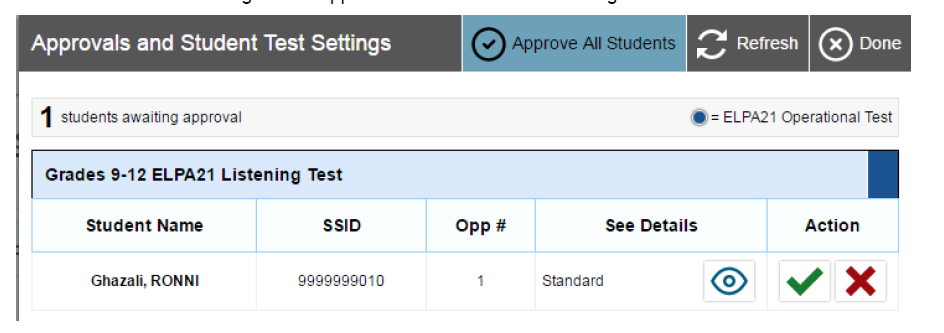 Approvals and Student Test Settings
Approve All Students
Refresh
Done
1 students awaiting approval
= ELPA21 Operational Test
Grades 9-12 ELPA21 Listening Test
Student Name SSID Opp # See Details Action
Ghazali, RONNI 9999999010 1 Standard